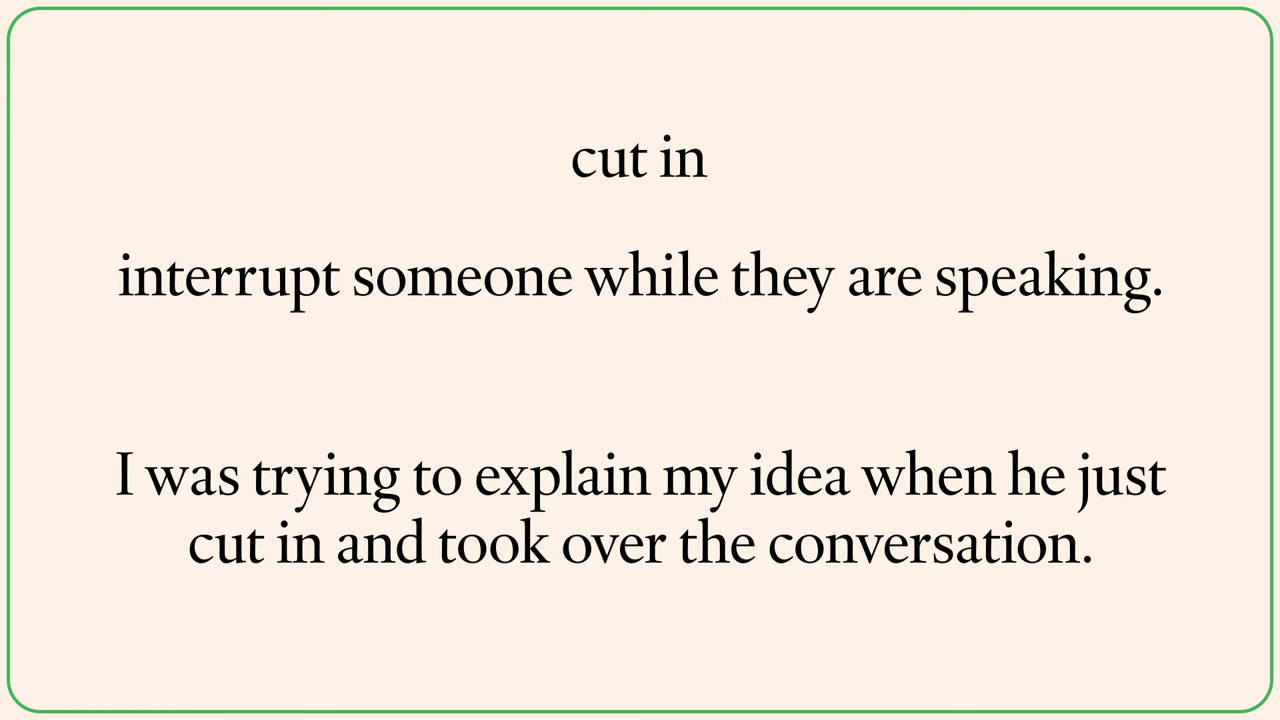 cut in
interrupt someone while they are speaking.
I was trying to explain my idea when he just
cut in and took over the conversation.